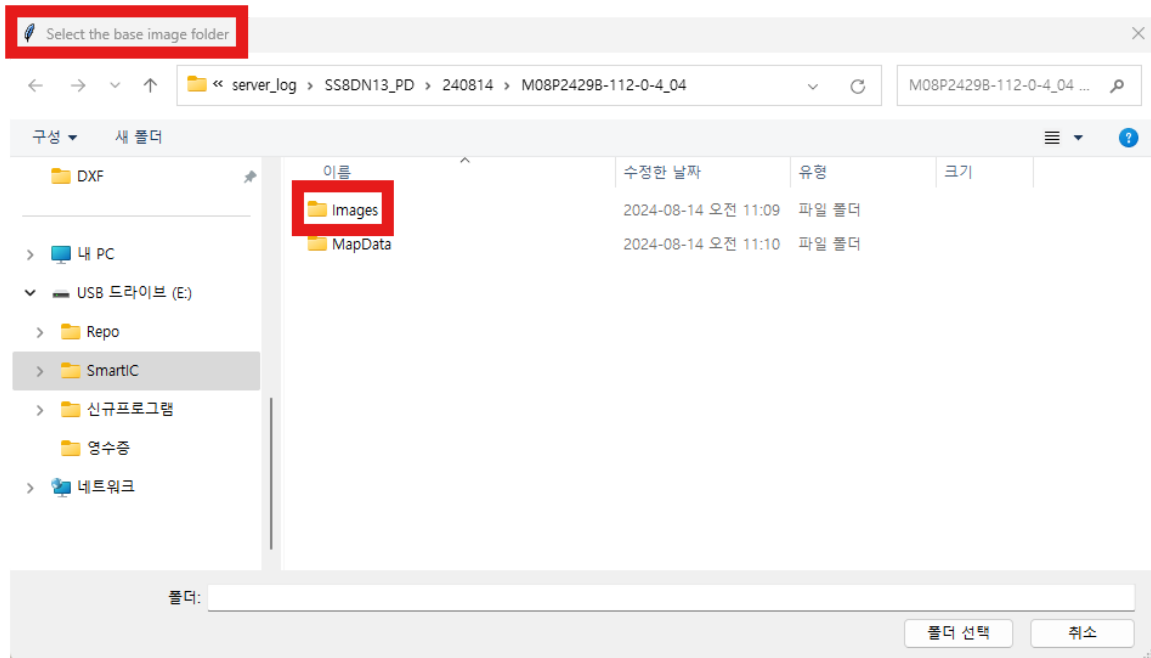 Select the base image folder
« server_log › SS8DN13_PD › 240814 › M08P2429B-112-0-4_04
M08P2429B-112-0-4_04 ...
구성 새 폴더
DXF
내 PC
USB 드라이브 (E:)
Repo
SmartIC
신규프로그램
영수증
네트워크
이름 수정한 날짜 유형 크기
Images 2024-08-14 오전 11:09 파일 폴더
MapData 2024-08-14 오전 11:10 파일 폴더
폴더:
폴더 선택 취소